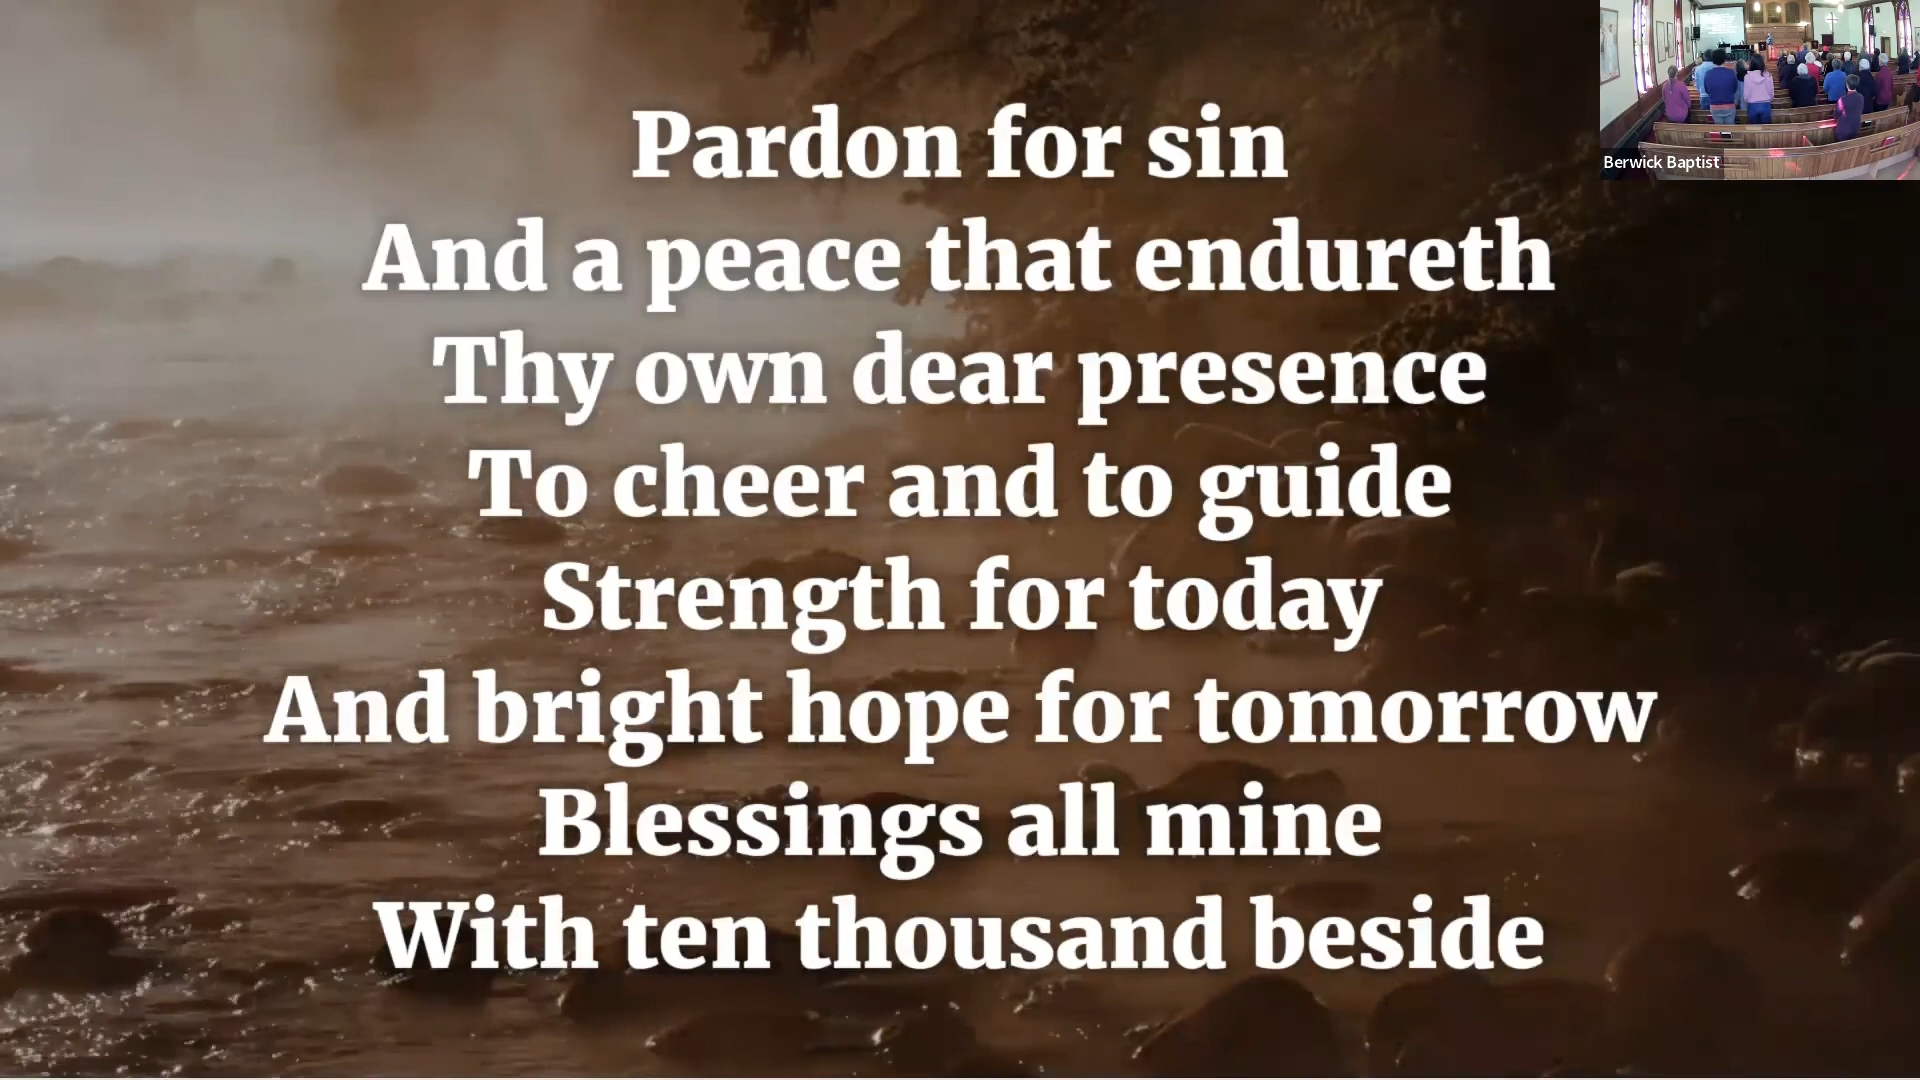 Pardon for sin
And a peace that endureth
Thy own dear presence
To cheer and to guide
Strength for today
And bright hope for tomorrow
Blessings all mine
With ten thousand beside
Berwick Baptist